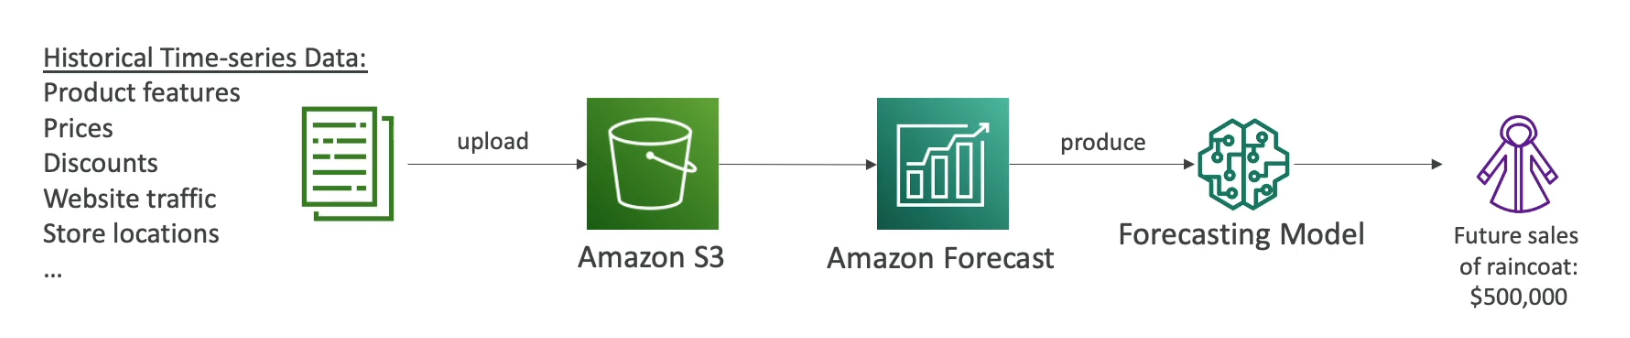 Historical Time-series Data:
Product features
Prices
Discounts
Website traffic
Store locations
...
upload
Amazon S3
Amazon Forecast
produce
Forecasting Model
Future sales
of raincoat:
$500,000